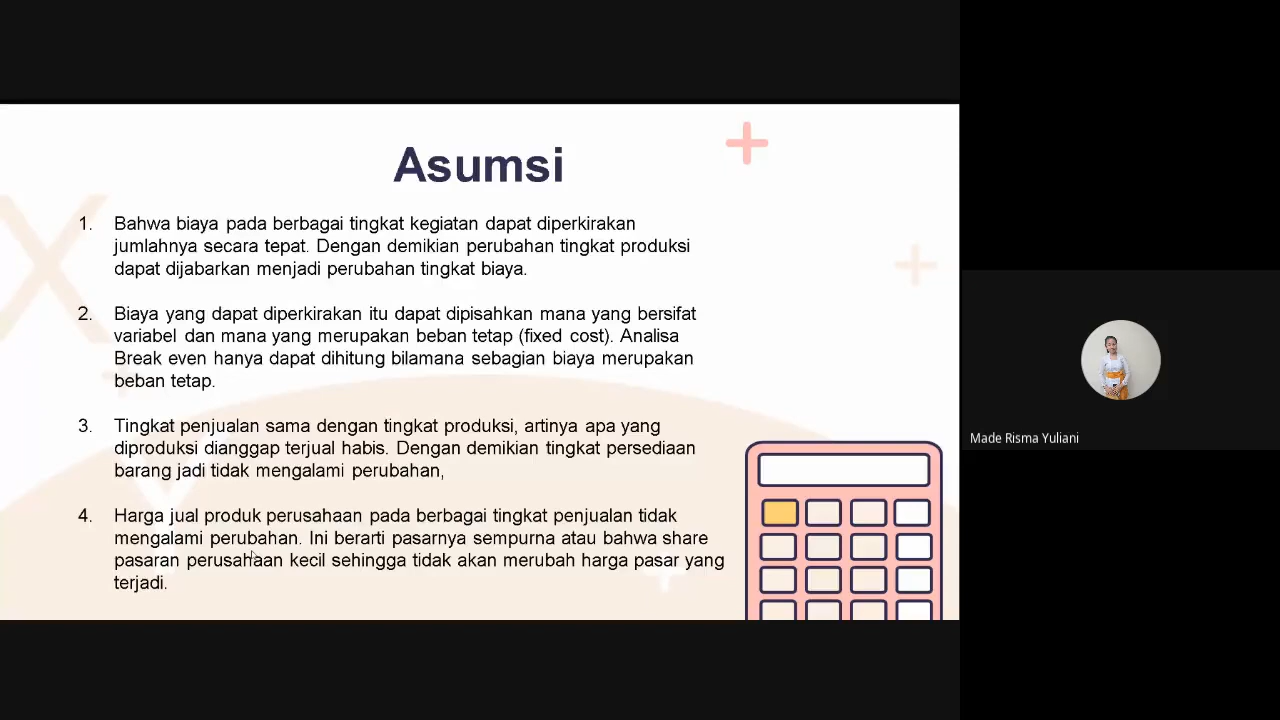 Asumsi
1. Bahwa biaya pada berbagai tingkat kegiatan dapat diperkirakan
jumlahnya secara tepat. Dengan demikian perubahan tingkat produksi
dapat dijabarkan menjadi perubahan tingkat biaya.
2. Biaya yang dapat diperkirakan itu dapat dipisahkan mana yang bersifat
variabel dan mana yang merupakan beban tetap (fixed cost). Analisa
Break even hanya dapat dihitung bilamana sebagian biaya merupakan
beban tetap.
3. Tingkat penjualan sama dengan tingkat produksi, artinya apa yang
diproduksi dianggap terjual habis. Dengan demikian tingkat persediaan
barang jadi tidak mengalami perubahan,
4. Harga jual produk perusahaan pada berbagai tingkat penjualan tidak
mengalami perubahan. Ini berarti pasarnya sempurna atau bahwa share
pasaran perusahaan kecil sehingga tidak akan merubah harga pasar yang
terjadi.
Made Risma Yuliani